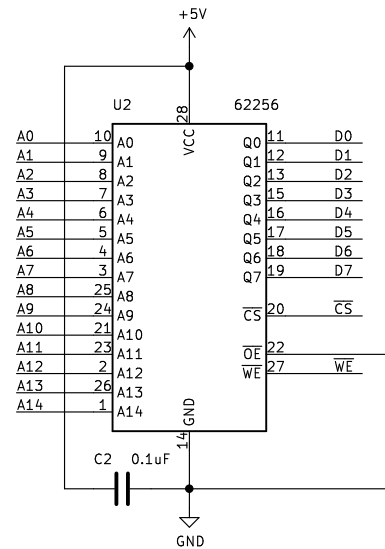 +5V
U2 28 62256
VCC
A0 10 A0 Q0 11 D0
A1 9 A1 Q1 12 D1
A2 8 A2 Q2 13 D2
A3 7 A3 Q3 15 D3
A4 6 A4 Q4 16 D4
A5 5 A5 Q5 17 D5
A6 4 A6 Q6 18 D6
A7 3 A7 Q7 19 D7
A8 25 A8
A9 24 A9 CS 20 CS
A10 21 A10
A11 23 A11 OE 22
A12 2 A12 WE 27 WE
A13 26 A13
A14 1 A14
GND
14
C2 0.1uF
GND